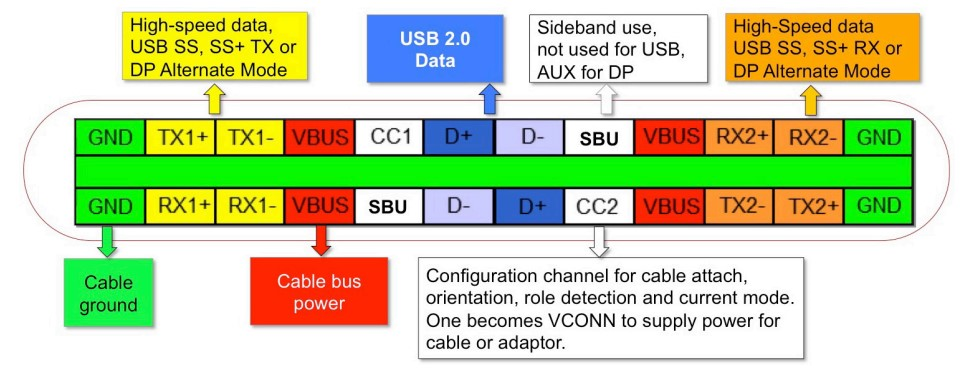 High-speed data,
USB SS, SS+ TX or
DP Alternate Mode
USB 2.0
Data
Sideband use,
not used for USB,
AUX for DP
High-Speed data
USB SS, SS+ RX or
DP Alternate Mode
GND TX1+ TX1- VBUS CC1 D+ D- SBU VBUS RX2+ RX2- GND
GND RX1+ RX1- VBUS SBU D- D+ CC2 VBUS TX2- TX2+ GND
Cable
ground
Cable bus
power
Configuration channel for cable attach,
orientation, role detection and current mode.
One becomes VCONN to supply power for
cable or adaptor.